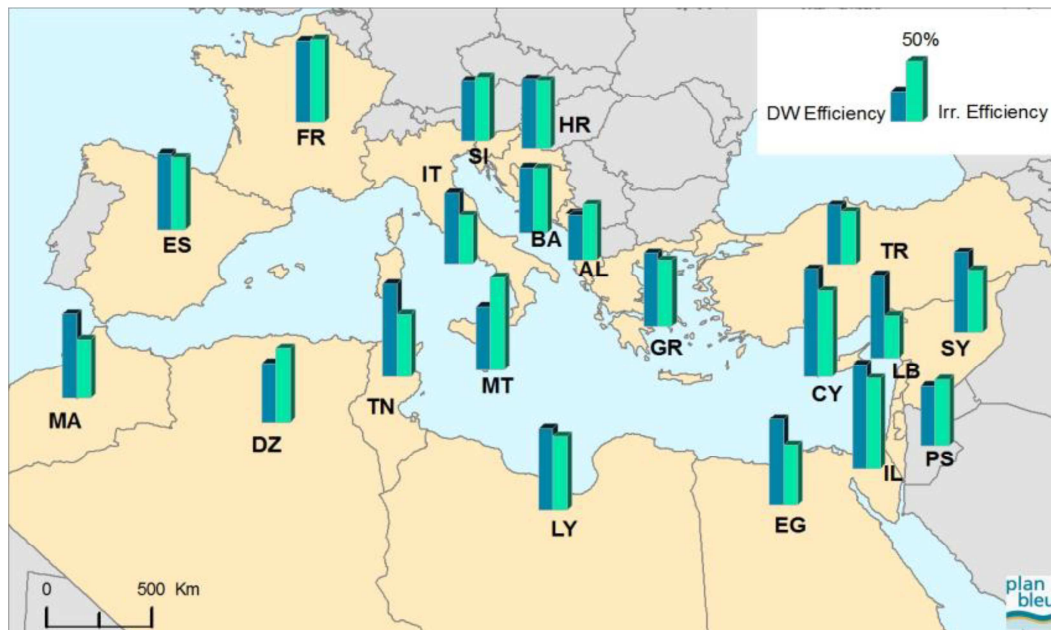 50%
DW Efficiency
Irr. Efficiency
FR
SI
HR
IT
ES
BA
AL
TR
GR
SY
LB
MA
DZ
TN
MT
CY
IL
PS
LY
EG
0 500 Km
plan
bleu